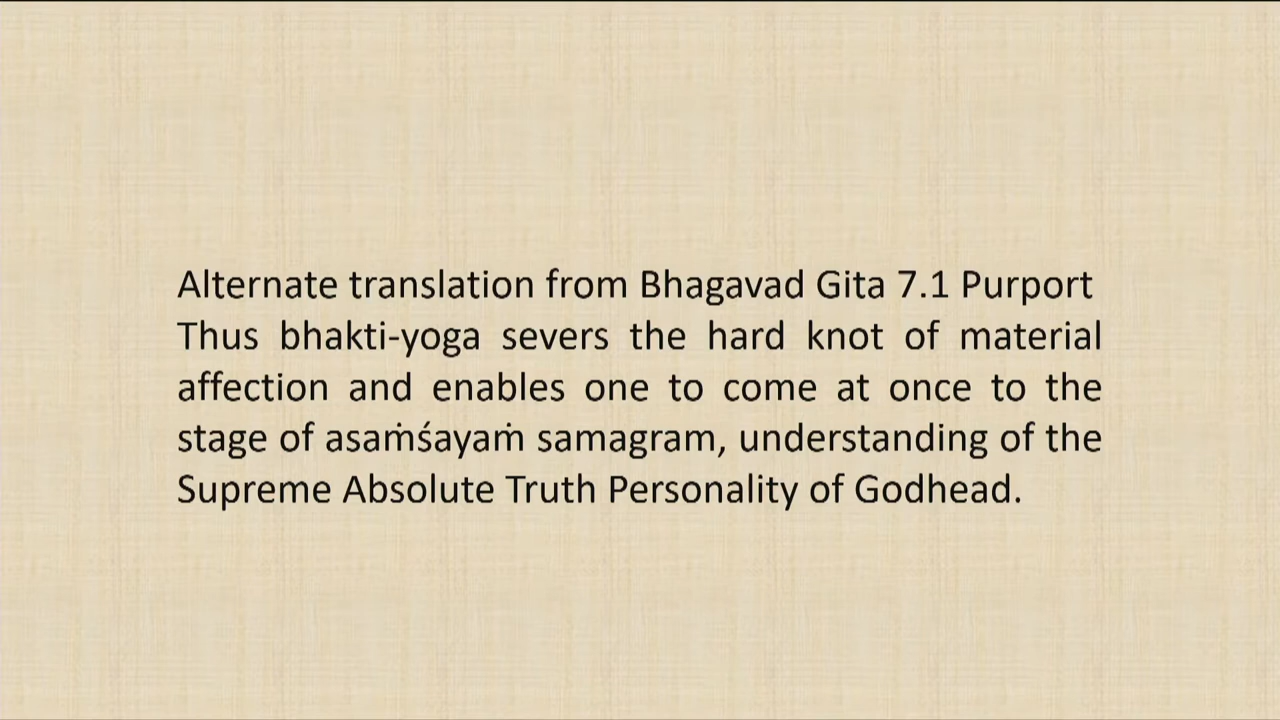 Alternate translation from Bhagavad Gita 7.1 Purport
Thus bhakti-yoga severs the hard knot of material
affection and enables one to come at once to the
stage of asaṁśayaṁ samagram, understanding of the
Supreme Absolute Truth Personality of Godhead.